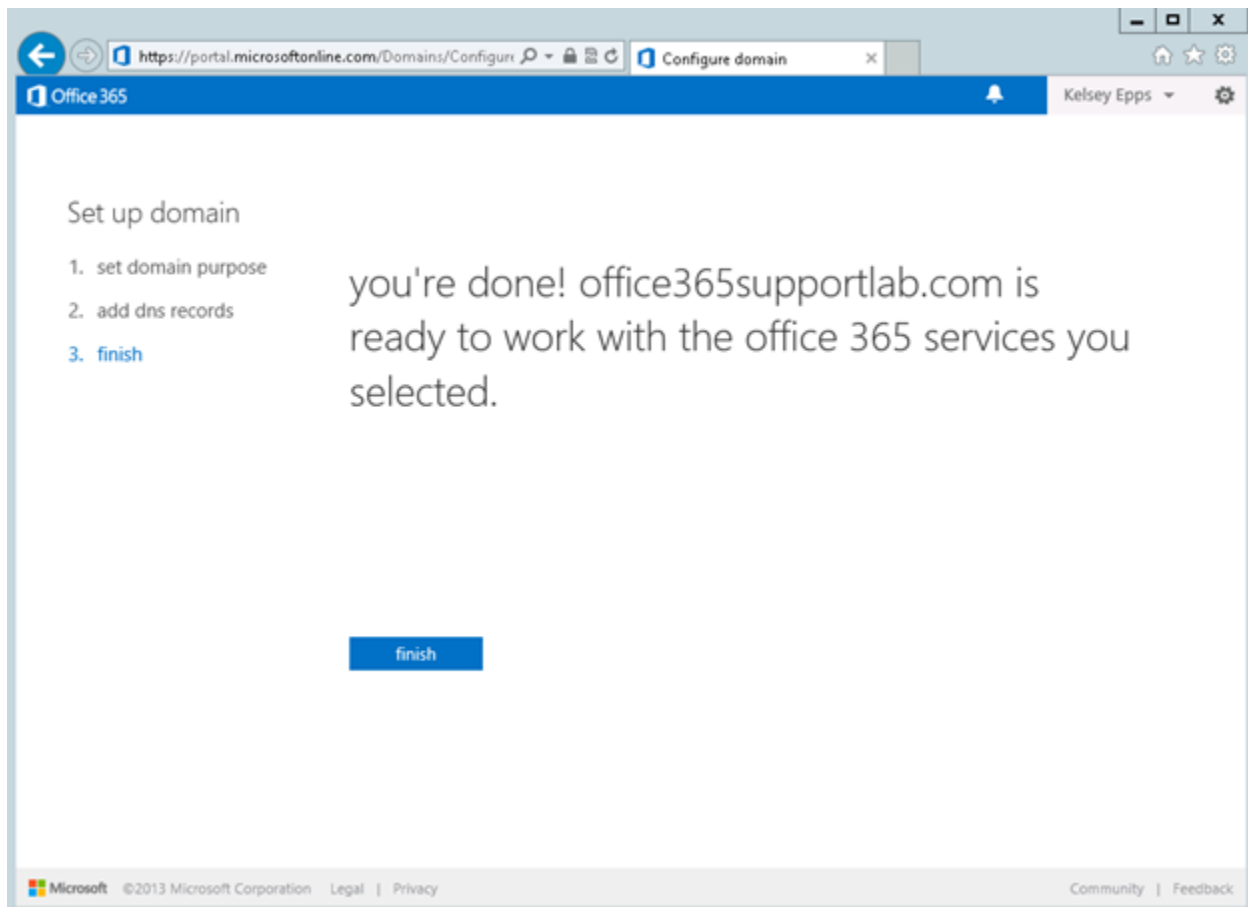 https://portal.microsoftonline.com/Domains/Configure
Configure domain
Office 365
Kelsey Epps
Set up domain
1. set domain purpose
2. add dns records
3. finish
you're done! office365supportlab.com is
ready to work with the office 365 services you
selected.
finish
Microsoft ©2013 Microsoft Corporation Legal | Privacy
Community | Feedback